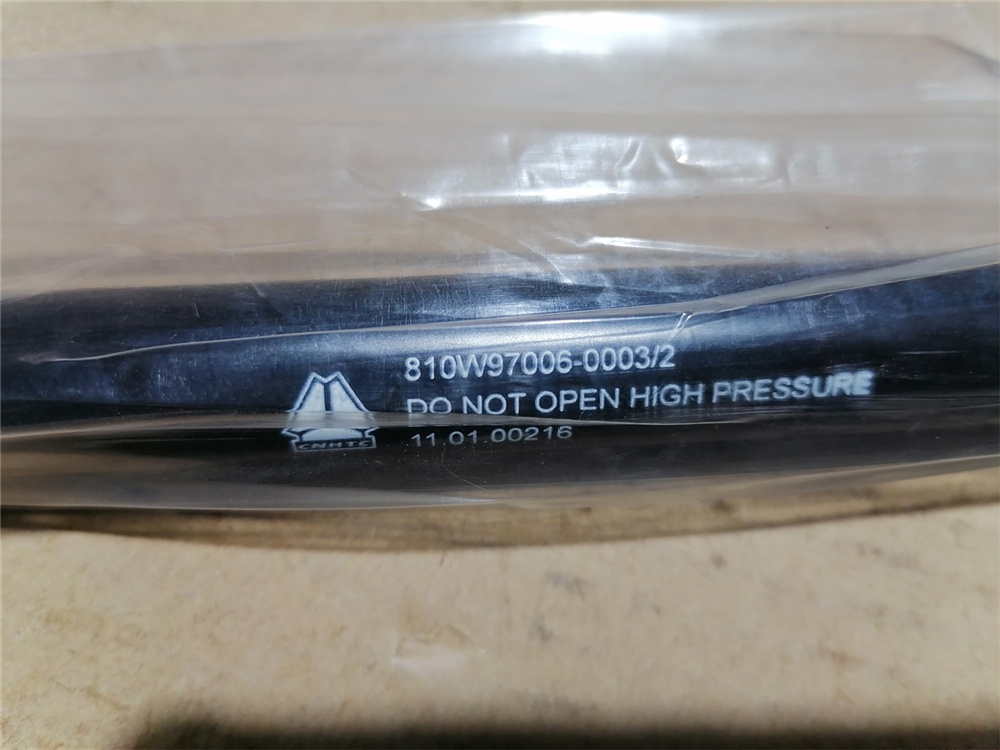 810W97006-0003/2
DO NOT OPEN HIGH PRESSURE
11.01.00216
CNHTC